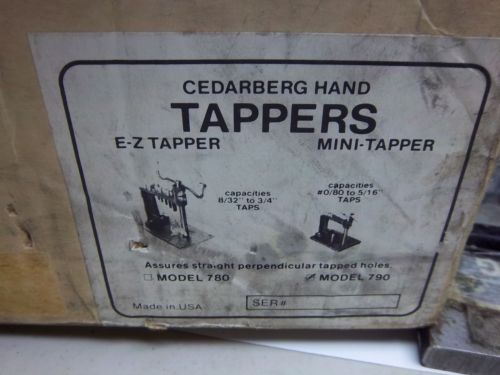 CEDARBERG HAND
TAPPERS
E-Z TAPPER MINI-TAPPER
capacities
8/32" to 3/4"
TAPS
capacities
#0/80 to 5/16"
TAPS
Assures straight perpendicular tapped holes.
MODEL 780 MODEL 790
Made in USA
SER#